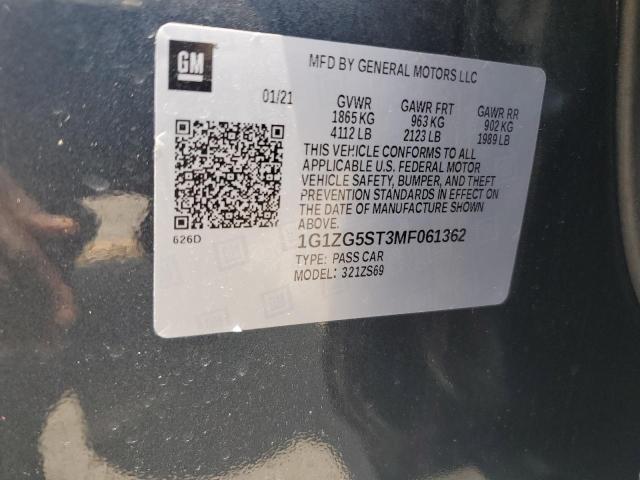 GM
MFD BY GENERAL MOTORS LLC
01/21 GVWR GAWR FRT GAWR RR
1865 KG 963 KG 902 KG
4112 LB 2123 LB 1989 LB
THIS VEHICLE CONFORMS TO ALL
APPLICABLE U.S. FEDERAL MOTOR
VEHICLE SAFETY, BUMPER, AND THEFT
PREVENTION STANDARDS IN EFFECT ON
THE DATE OF MANUFACTURE SHOWN
ABOVE.
626D
1G1ZG5ST3MF061362
TYPE: PASS CAR
MODEL: 321ZS69